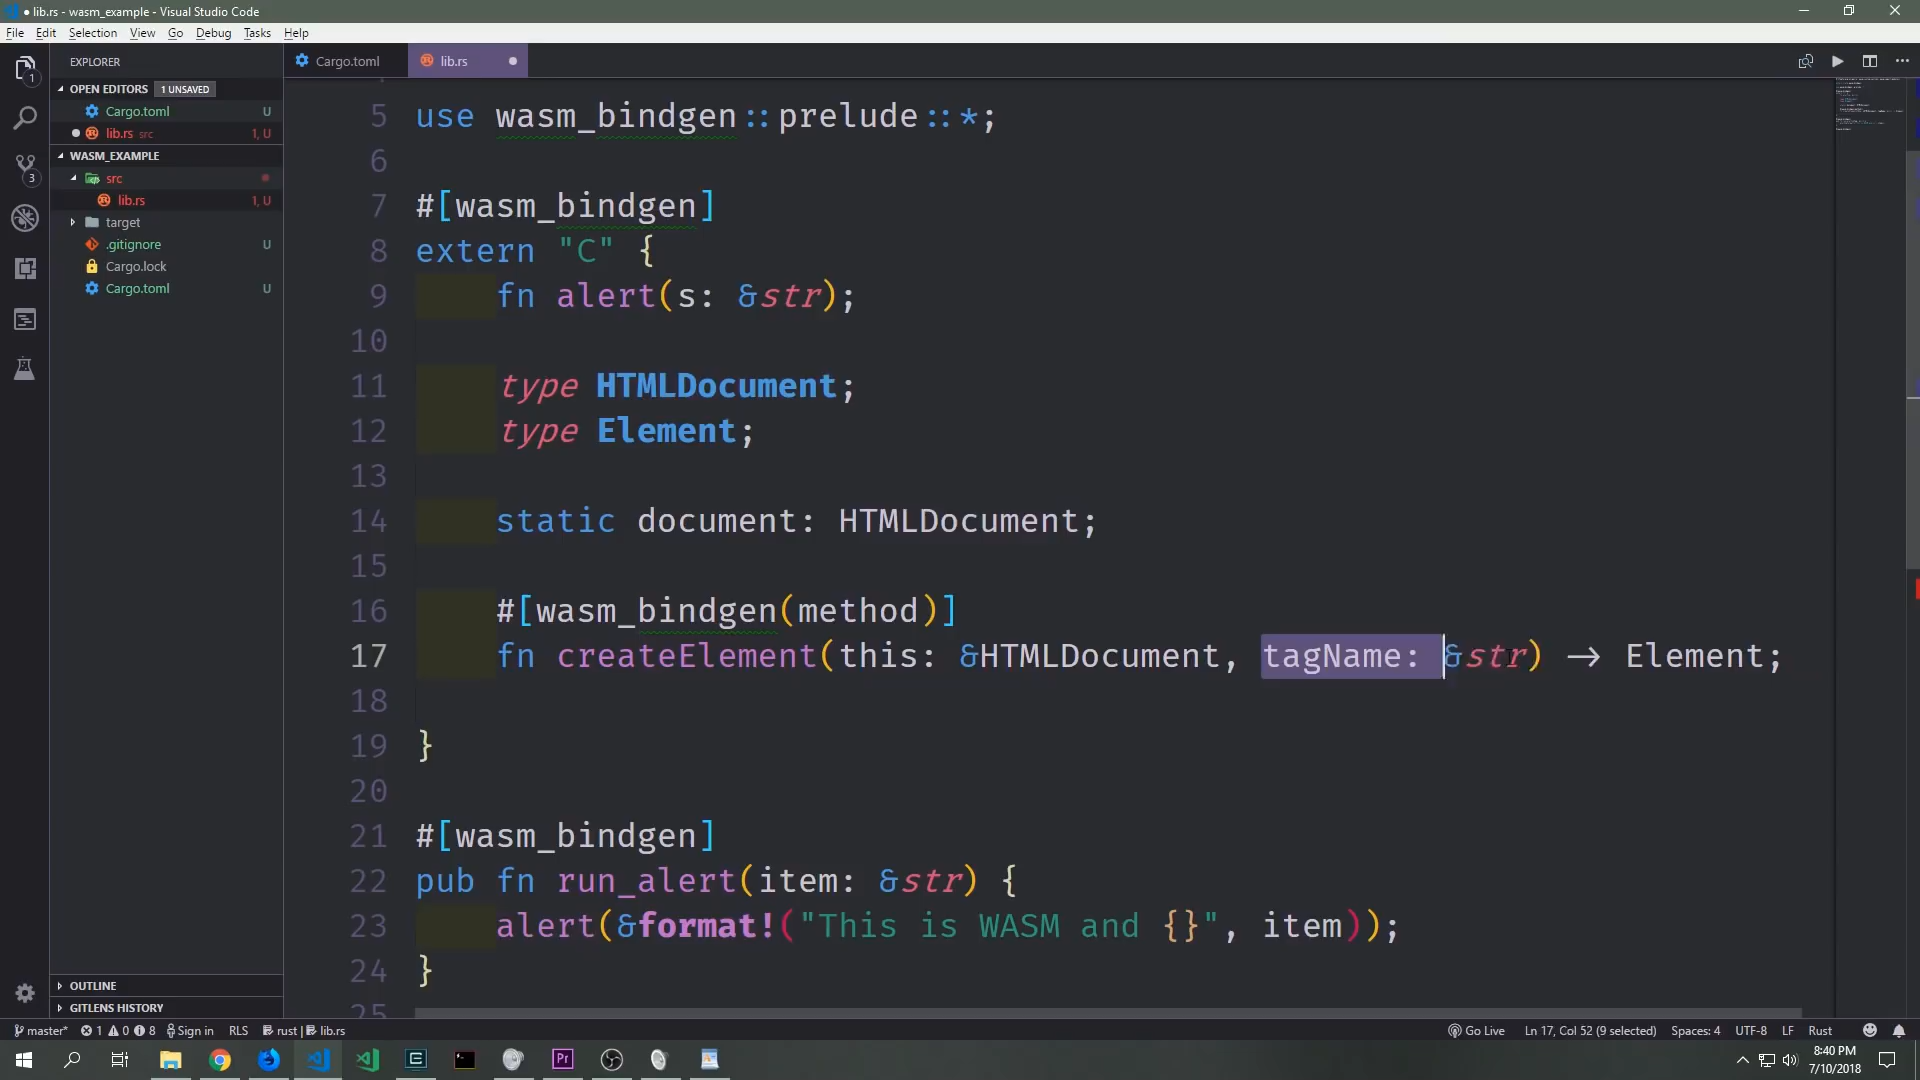 ● lib.rs - wasm_example - Visual Studio Code
File Edit Selection View Go Debug Tasks Help
EXPLORER
Cargo.toml
lib.rs ●
OPEN EDITORS 1 UNSAVED
Cargo.toml U
● lib.rs src 1, U
WASM_EXAMPLE
src
lib.rs 1, U
target
.gitignore U
Cargo.lock
Cargo.toml U
OUTLINE
GITLENS HISTORY
1
3
5 use wasm_bindgen::prelude::*;
6
7 #[wasm_bindgen]
8 extern "C" {
9 fn alert(s: &str);
10
11 type HTMLDocument;
12 type Element;
13
14 static document: HTMLDocument;
15
16 #[wasm_bindgen(method)]
17 fn createElement(this: &HTMLDocument, tagName: &str) → Element;
18
19 }
20
21 #[wasm_bindgen]
22 pub fn run_alert(item: &str) {
23 alert(&format!("This is WASM and {}", item));
24 }
25
master* 1 0 8 Sign in RLS rust | lib.rs Go Live Ln 17, Col 52 (9 selected) Spaces: 4 UTF-8 LF Rust
Pr
8:40 PM
7/10/2018